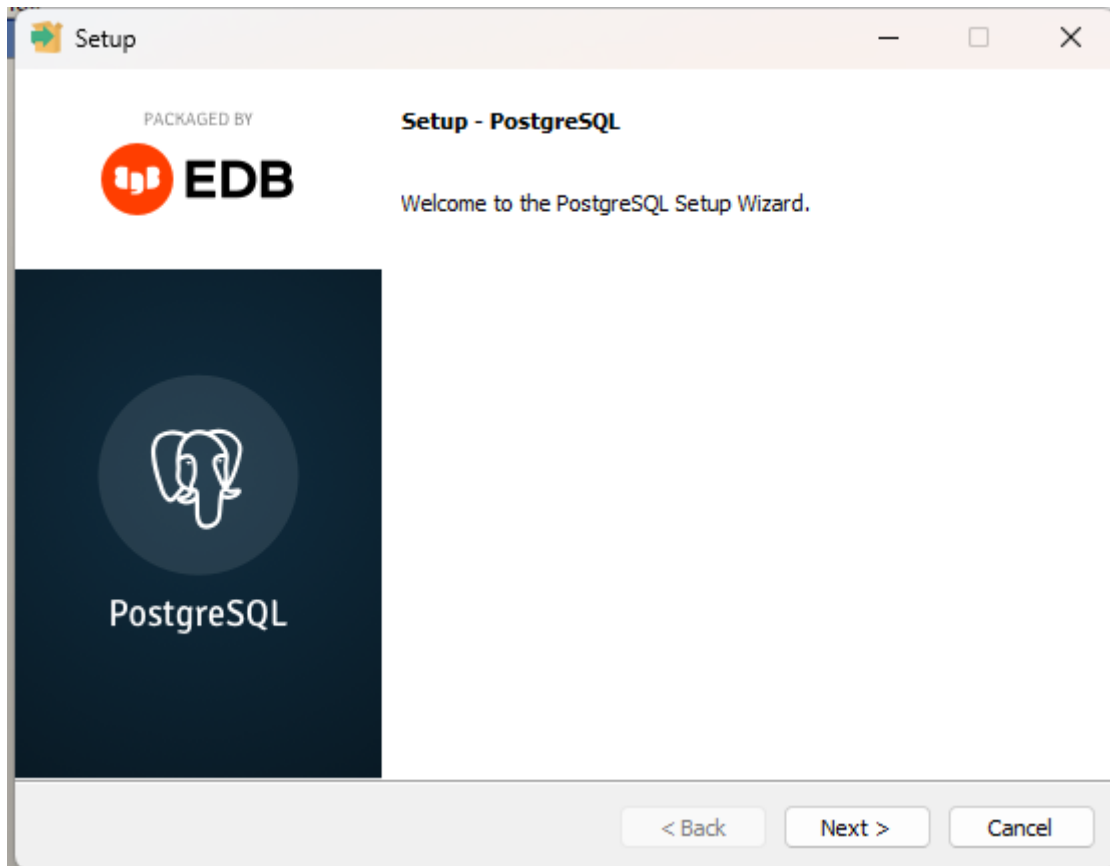 Setup
PACKAGED BY
EDB
Setup - PostgreSQL
Welcome to the PostgreSQL Setup Wizard.
PostgreSQL
< Back
Next >
Cancel